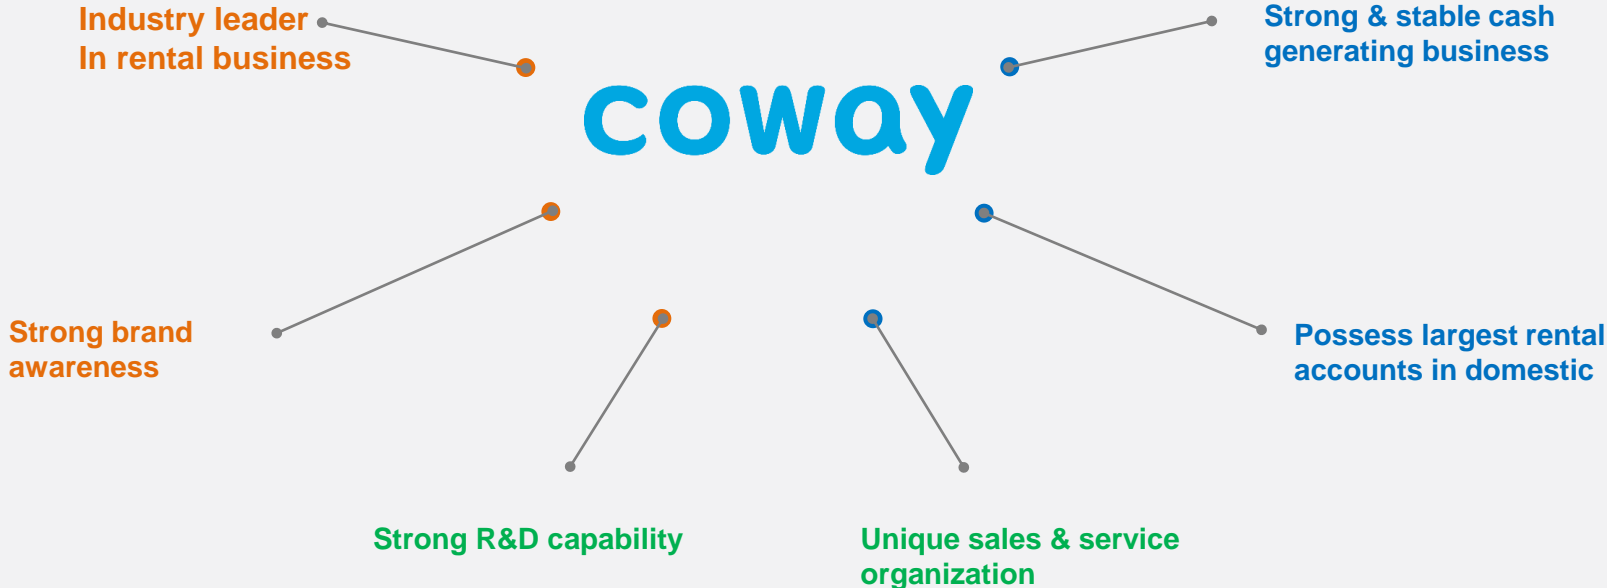 Industry leader
In rental business
Strong & stable cash
generating business
coway
Strong brand
awareness
Possess largest rental
accounts in domestic
Strong R&D capability
Unique sales & service
organization